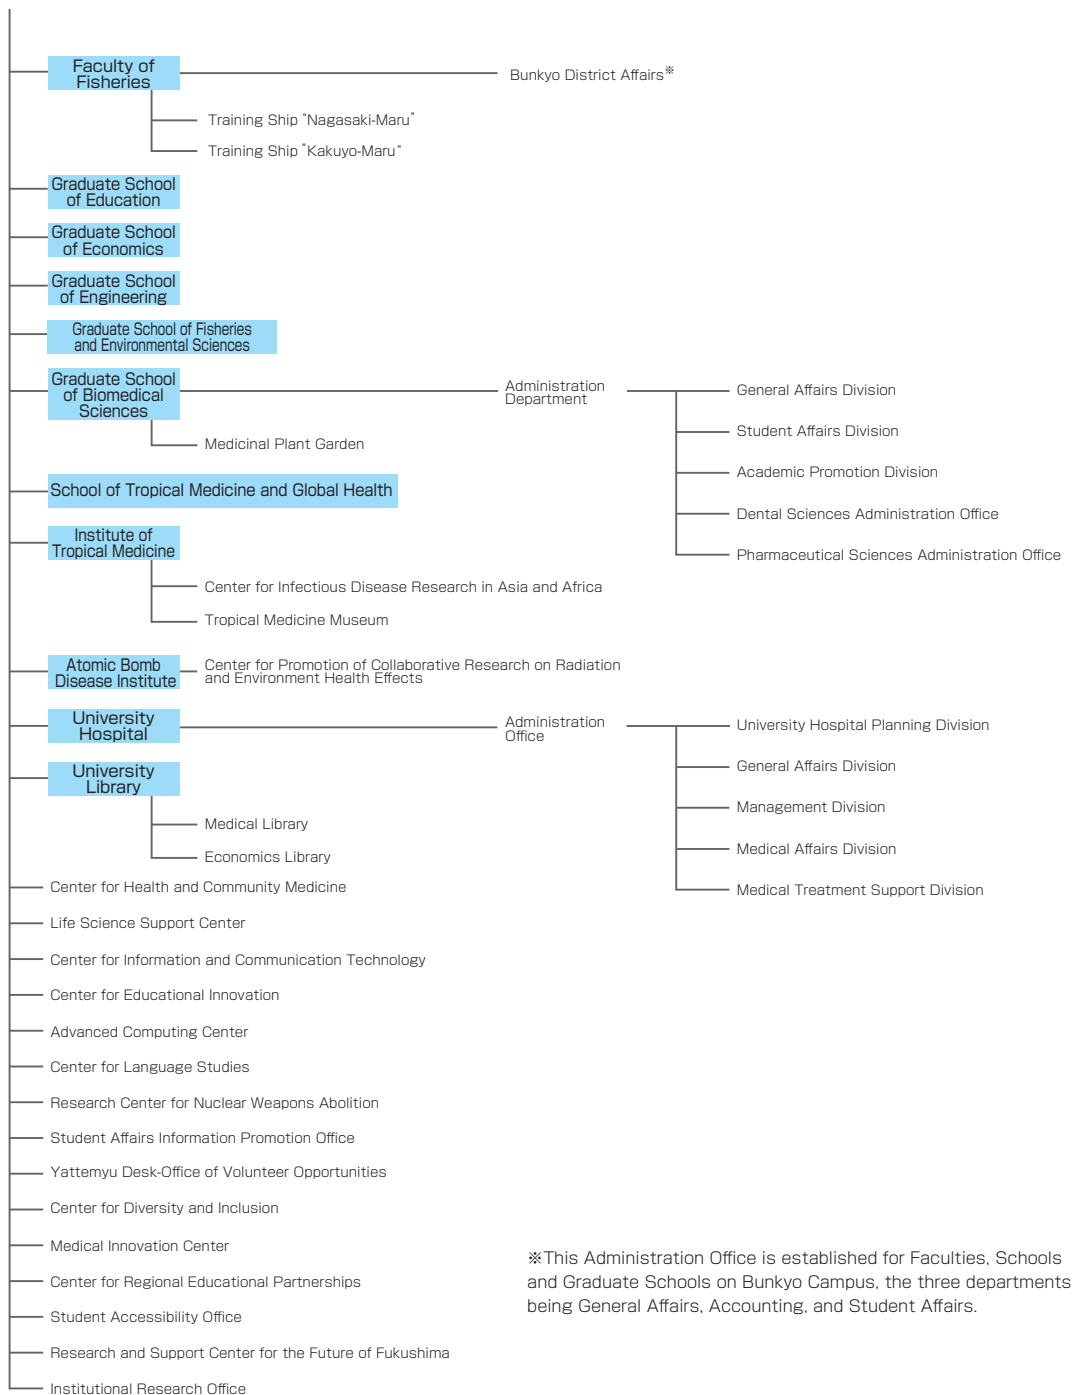 Faculty of
Fisheries
Bunkyo District Affairs※
Training Ship “Nagasaki-Maru”
Training Ship “Kakuyo-Maru”
Graduate School
of Education
Graduate School
of Economics
Graduate School
of Engineering
Graduate School of Fisheries
and Environmental Sciences
Graduate School
of Biomedical
Sciences
Administration
Department
General Affairs Division
Student Affairs Division
Academic Promotion Division
Dental Sciences Administration Office
Pharmaceutical Sciences Administration Office
Medicinal Plant Garden
School of Tropical Medicine and Global Health
Institute of
Tropical Medicine
Center for Infectious Disease Research in Asia and Africa
Tropical Medicine Museum
Atomic Bomb
Disease Institute
Center for Promotion of Collaborative Research on Radiation
and Environment Health Effects
University
Hospital
Administration
Office
University Hospital Planning Division
General Affairs Division
Management Division
Medical Affairs Division
Medical Treatment Support Division
University
Library
Medical Library
Economics Library
Center for Health and Community Medicine
Life Science Support Center
Center for Information and Communication Technology
Center for Educational Innovation
Advanced Computing Center
Center for Language Studies
Research Center for Nuclear Weapons Abolition
Student Affairs Information Promotion Office
Yattemyu Desk-Office of Volunteer Opportunities
Center for Diversity and Inclusion
Medical Innovation Center
Center for Regional Educational Partnerships
Student Accessibility Office
Research and Support Center for the Future of Fukushima
Institutional Research Office
※This Administration Office is established for Faculties, Schools
and Graduate Schools on Bunkyo Campus, the three departments
being General Affairs, Accounting, and Student Affairs.